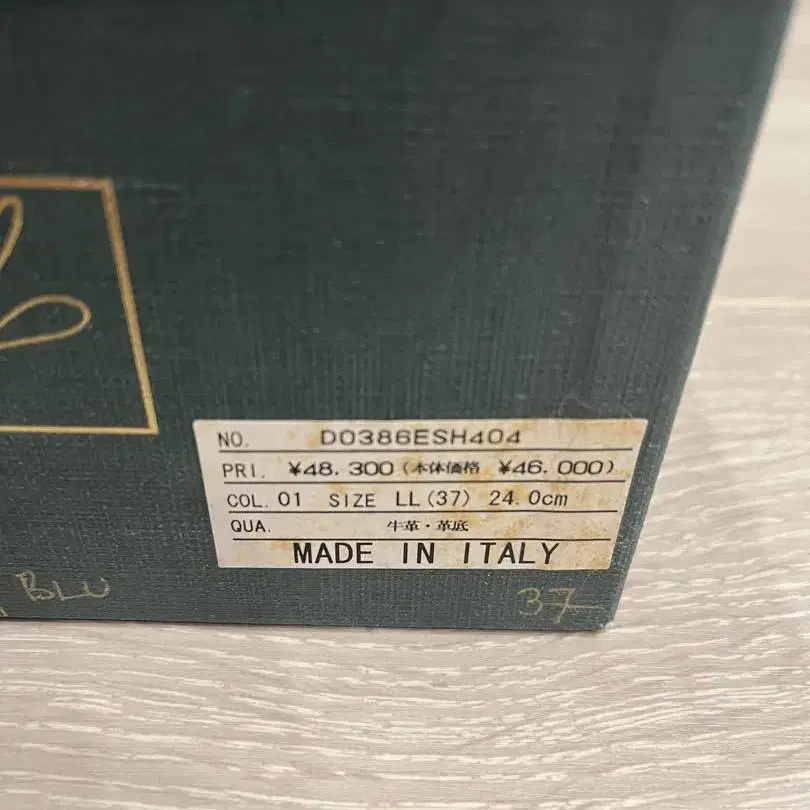 NO. D0386ESH404
PRI. ¥48.300(本体価格 ¥46.000)
COL. 01 SIZE LL(37) 24.0cm
QUA. 牛革・革底
MADE IN ITALY
BLU
37